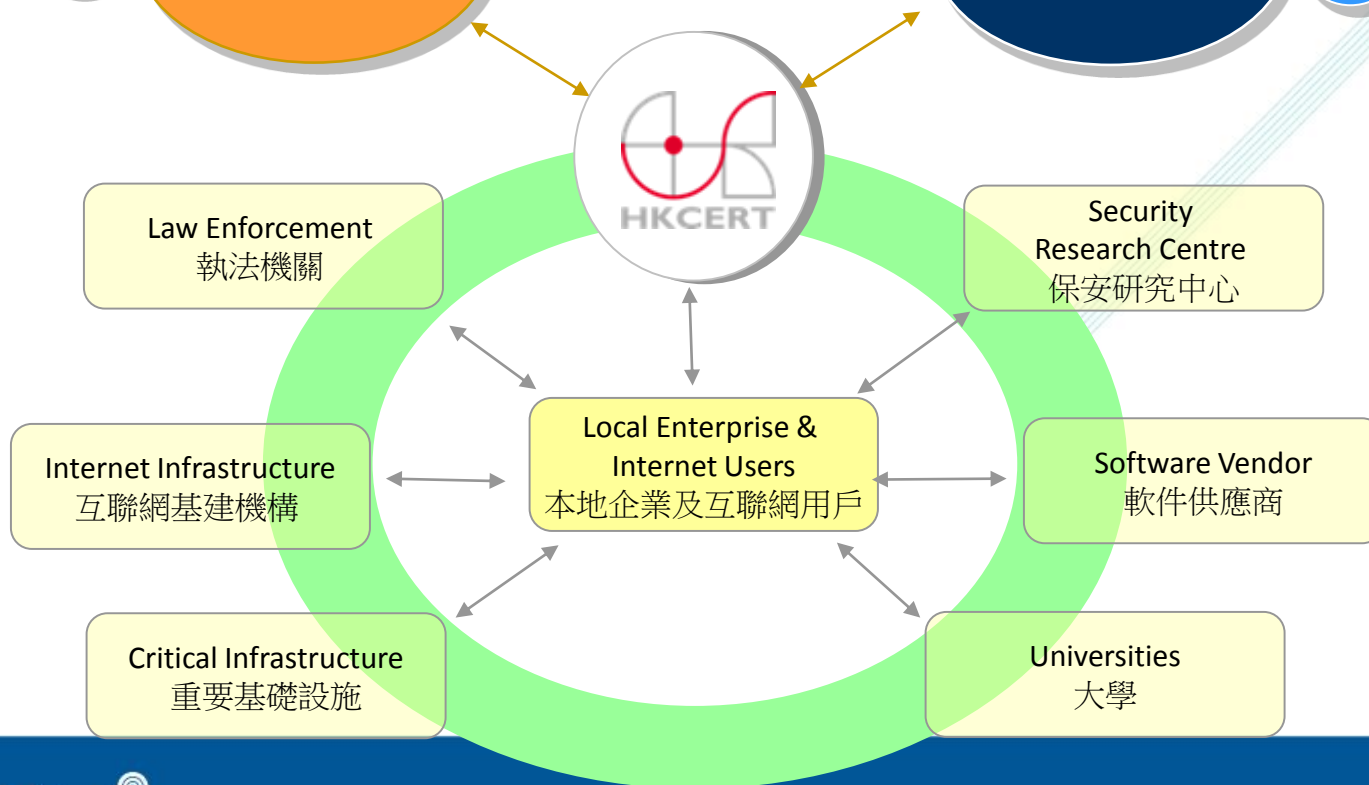 HKCERT
Law Enforcement
執法機關
Security
Research Centre
保安研究中心
Local Enterprise &
Internet Users
本地企業及互聯網用戶
Internet Infrastructure
互聯網基建機構
Software Vendor
軟件供應商
Critical Infrastructure
重要基礎設施
Universities
大學